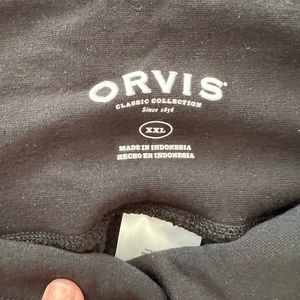 ORVIS®
CLASSIC COLLECTION
Since 1856
XXL
MADE IN INDONESIA
HECHO EN INDONESIA